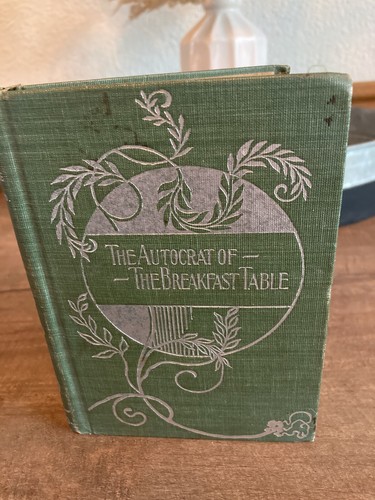 THE AUTOCRAT OF —
— THE BREAKFAST TABLE